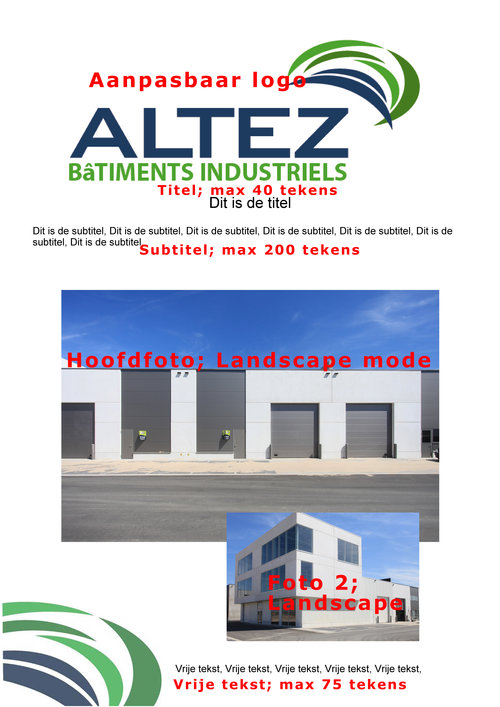 Aanpasbaar logo
ALTEZ
BâTIMENTS INDUSTRIELS
Titel; max 40 tekens
Dit is de titel
Dit is de subtitel, Dit is de subtitel, Dit is de subtitel, Dit is de subtitel, Dit is de subtitel, Dit is de
subtitel, Dit is de subtitel
Subtitel; max 200 tekens
Hoofdfoto; Landscape mode
Foto 2;
Landscape
Vrije tekst, Vrije tekst, Vrije tekst, Vrije tekst, Vrije tekst,
Vrije tekst; max 75 tekens